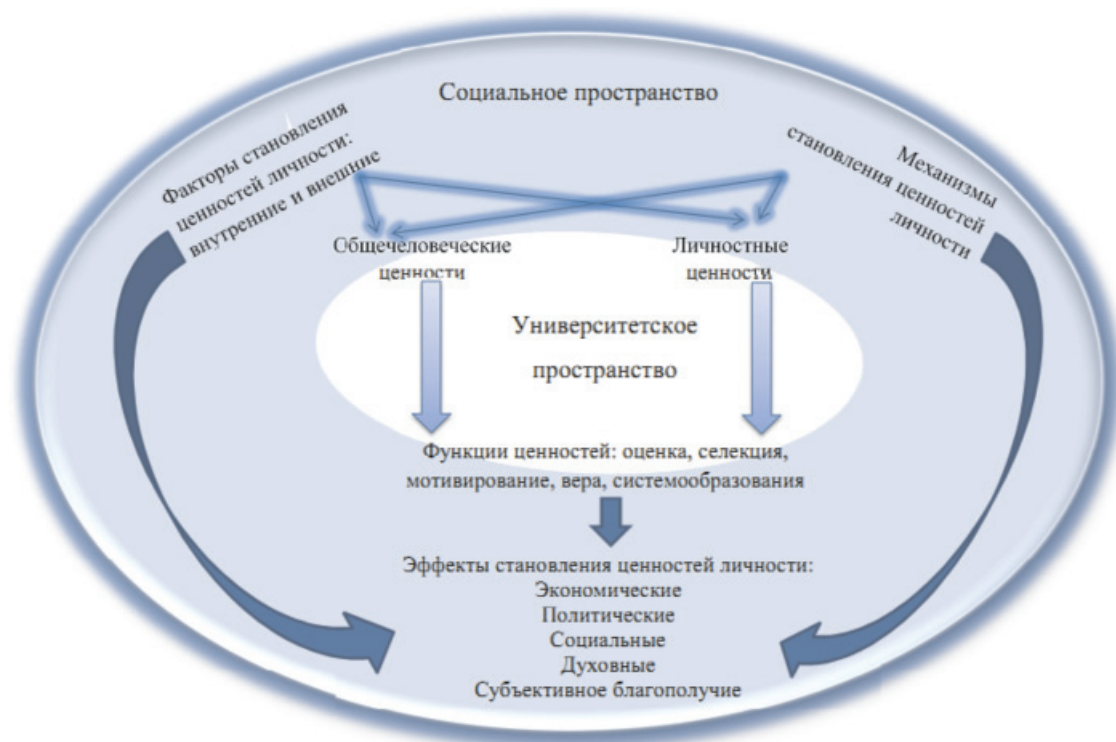 Социальное пространство
Факторы становления
ценностей личности:
внутренние и внешние
Механизмы
становления ценностей
личности
Общечеловеческие
ценности
Личностные
ценности
Университетское
пространство
Функции ценностей: оценка, селекция,
мотивирование, вера, системообразования
Эффекты становления ценностей личности:
Экономические
Политические
Социальные
Духовные
Субъективное благополучие